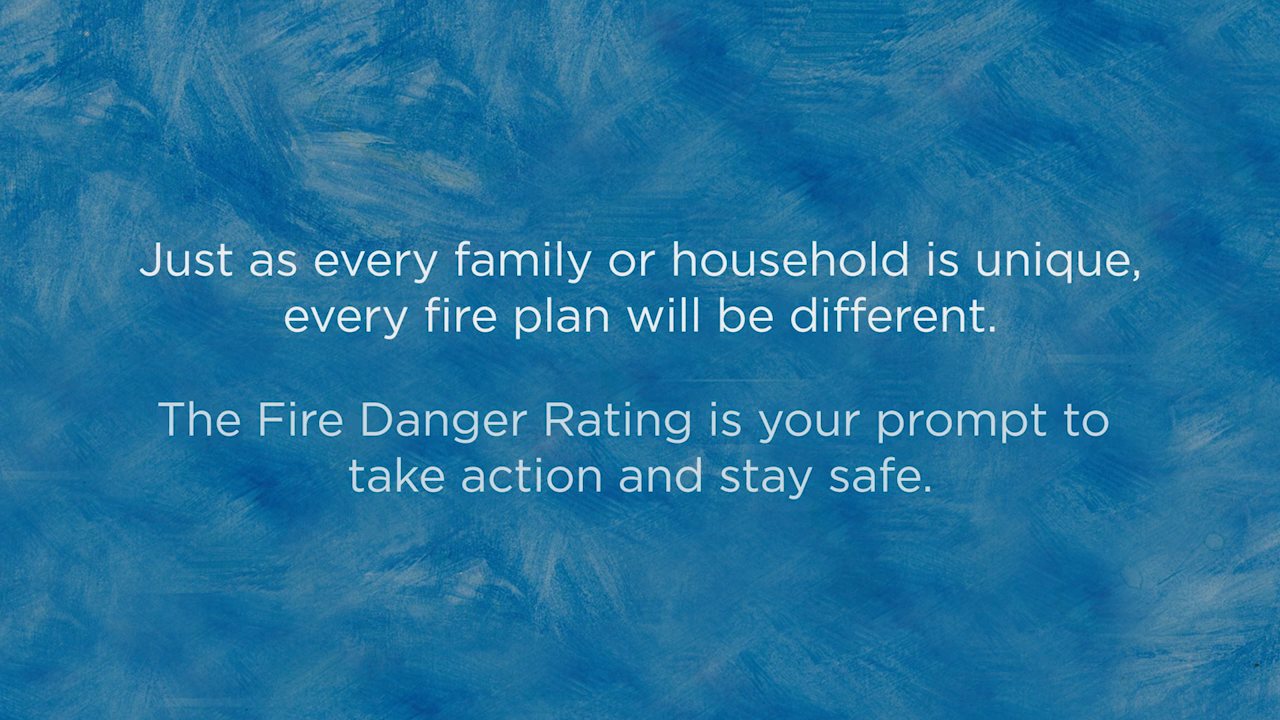 Just as every family or household is unique,
every fire plan will be different.
The Fire Danger Rating is your prompt to
take action and stay safe.